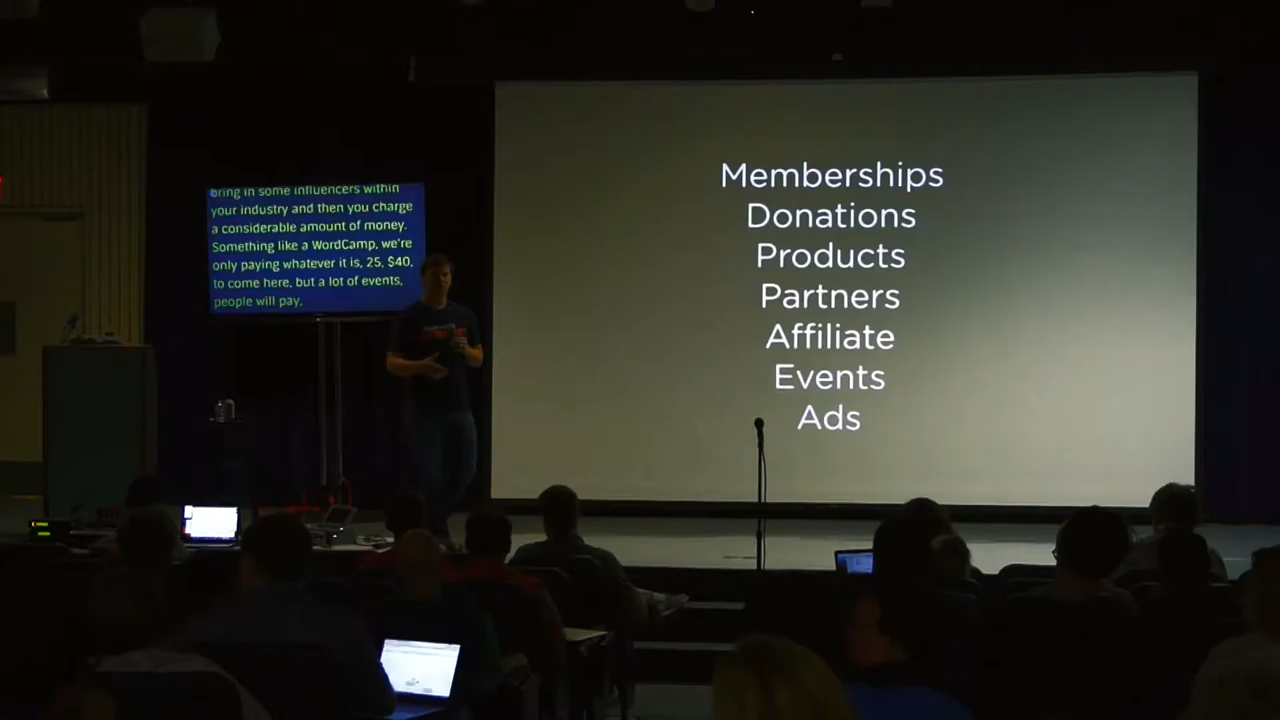 bring in some influencers within
your industry and then you charge
a considerable amount of money.
Something like a WordCamp, we're
only paying whatever it is, 25, $40,
to come here, but a lot of events,
people will pay,
Memberships
Donations
Products
Partners
Affiliate
Events
Ads